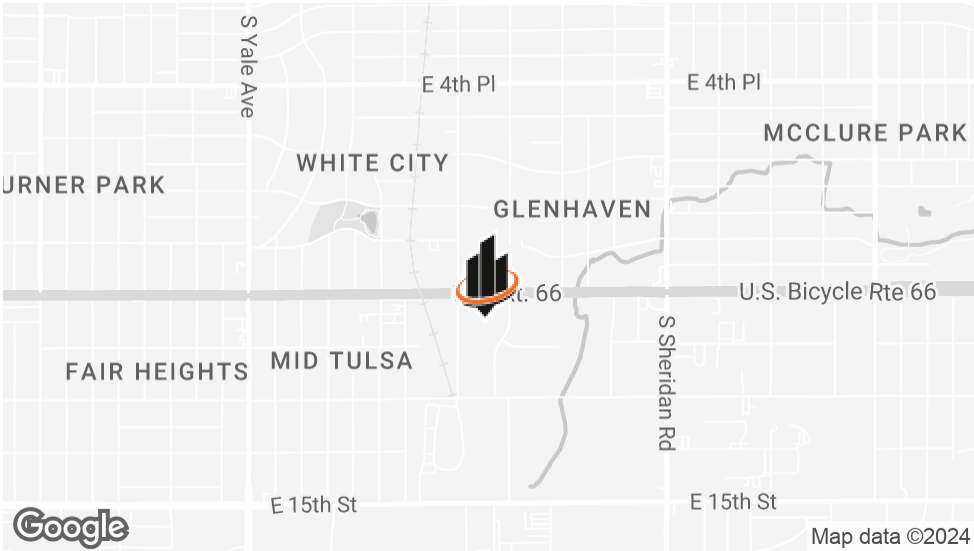 S Yale Ave
E 4th Pl
E 4th Pl
MCCLURE PARK
WHITE CITY
URNER PARK
GLENHAVEN
66
U.S. Bicycle Rte 66
MID TULSA
FAIR HEIGHTS
S Sheridan Rd
E 15th St
E 15th St
Google
Map data ©2024